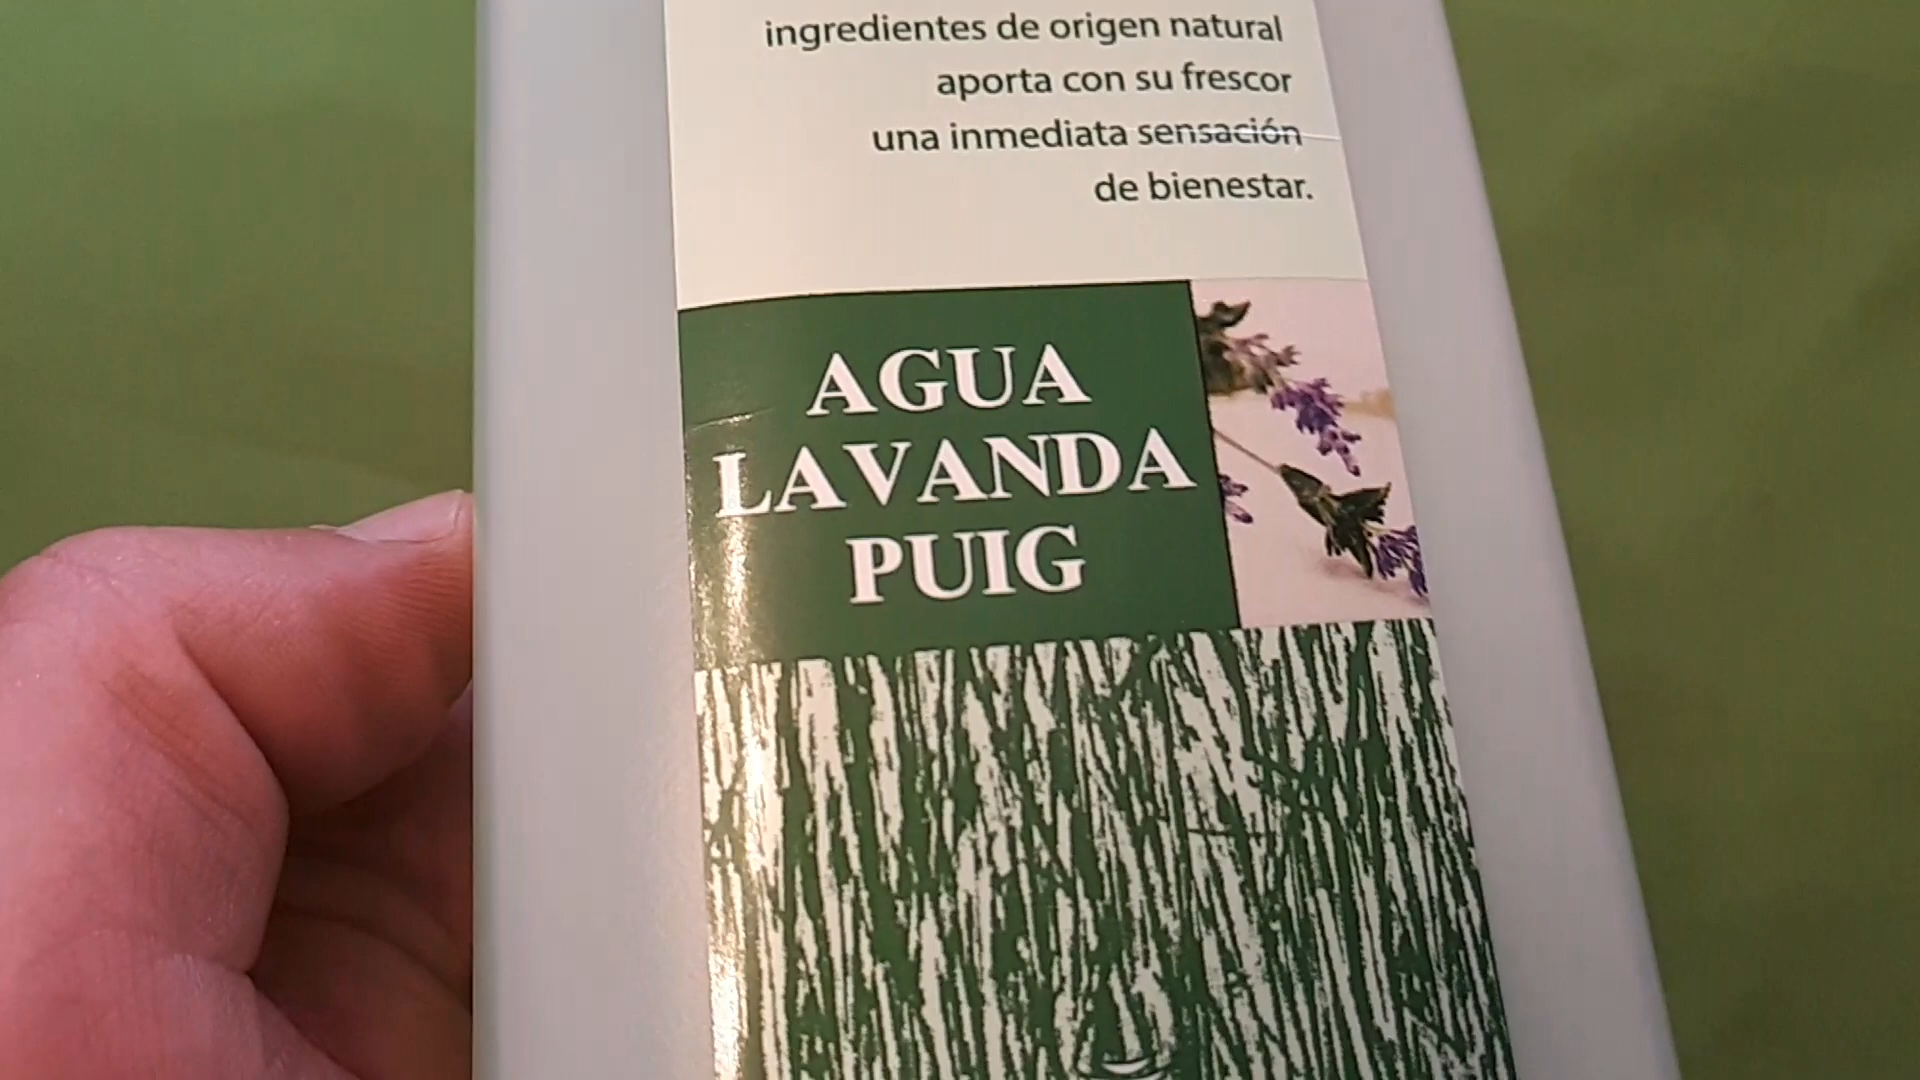 ingredientes de origen natural
aporta con su frescor
una inmediata sensación
de bienestar.
AGUA
LAVANDA
PUIG